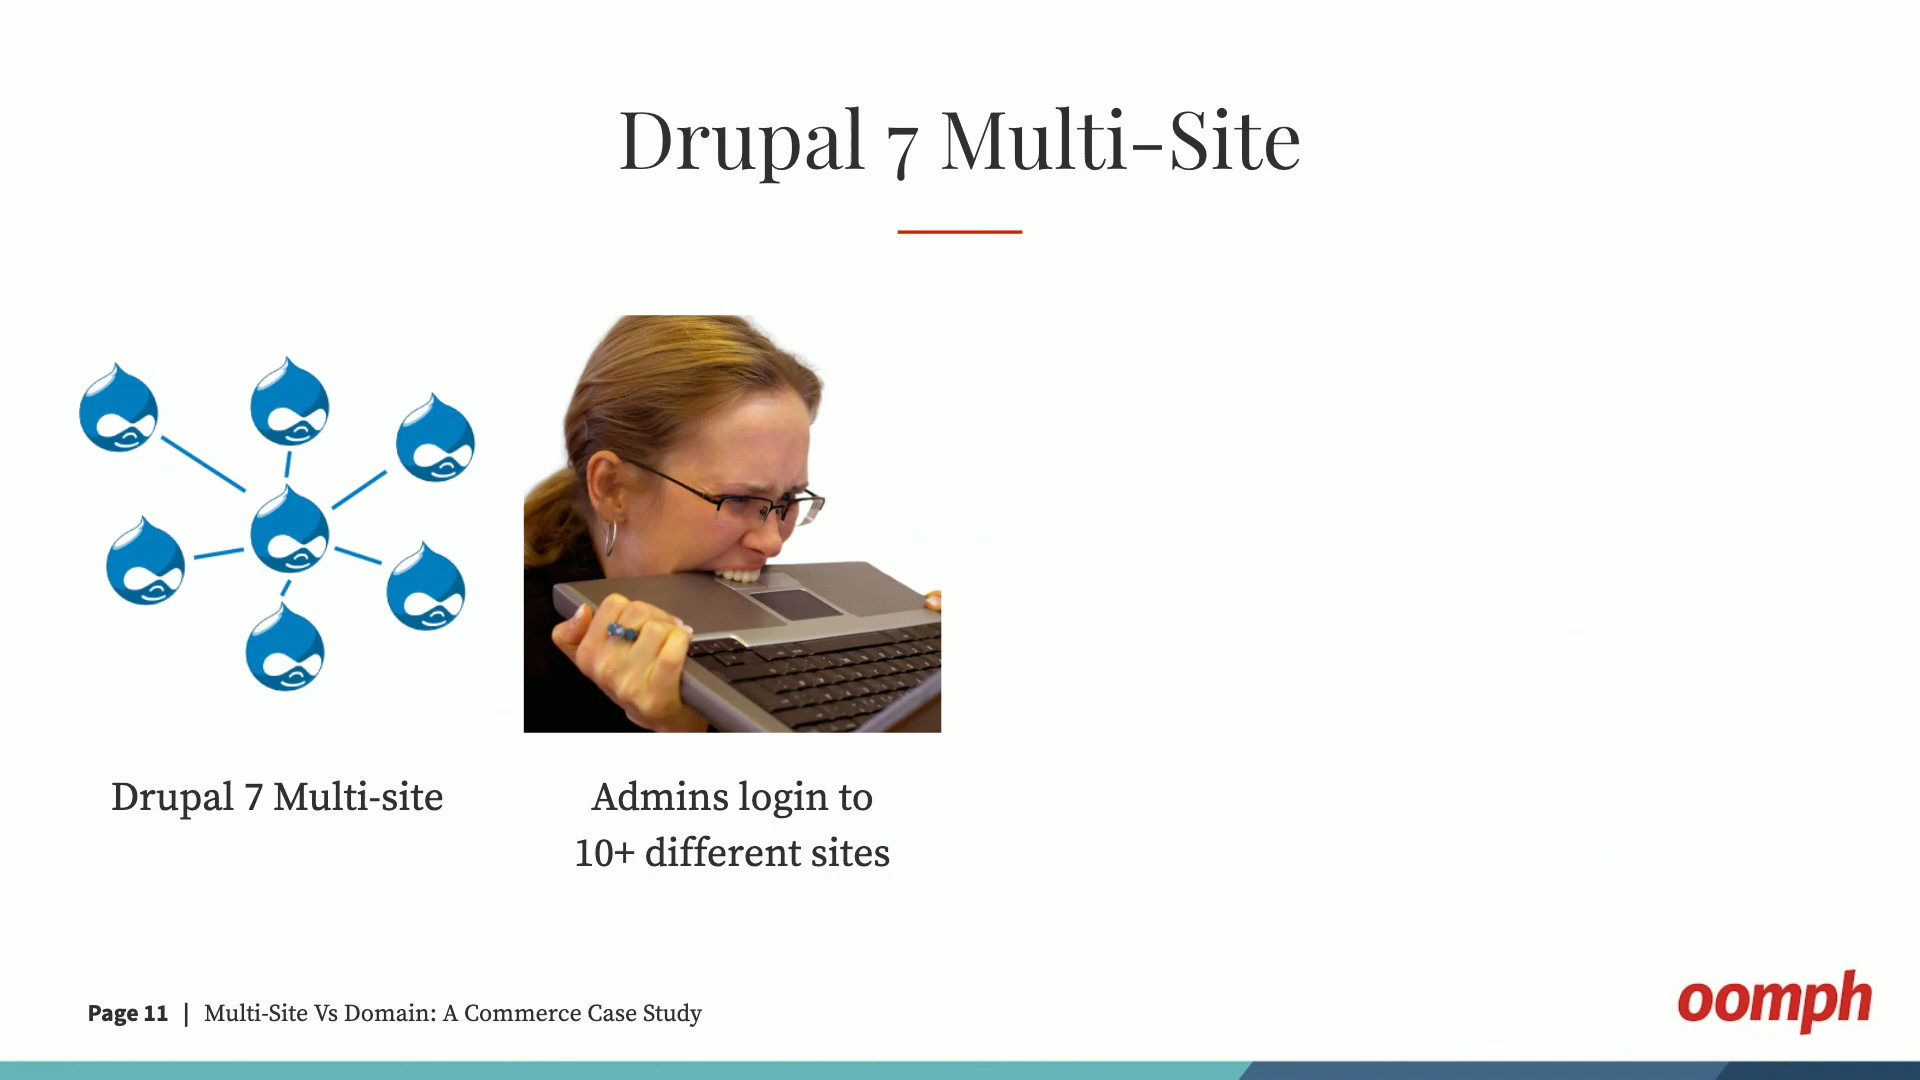 Drupal 7 Multi-Site
Drupal 7 Multi-site
Admins login to
10+ different sites
Page 11 | Multi-Site Vs Domain: A Commerce Case Study
oomph